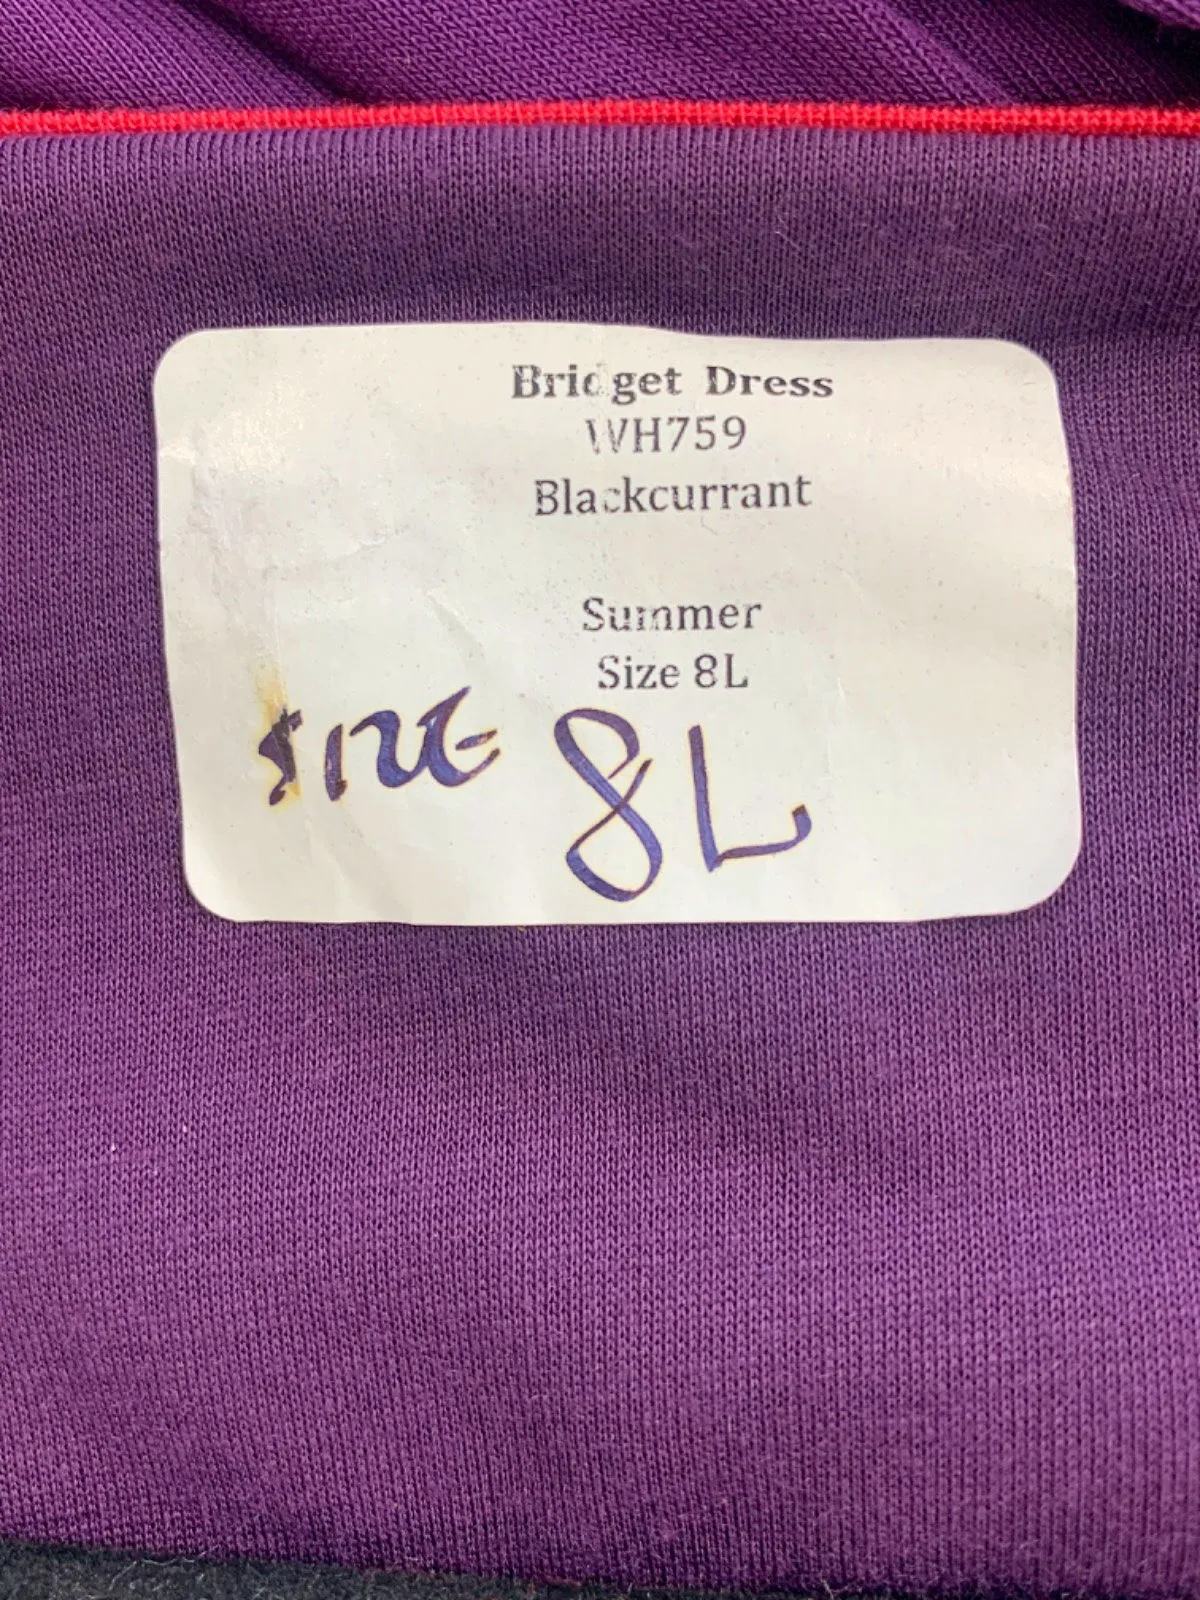 Bridget Dress
WH759
Blackcurrant
Summer
Size 8L
SIZE 8L